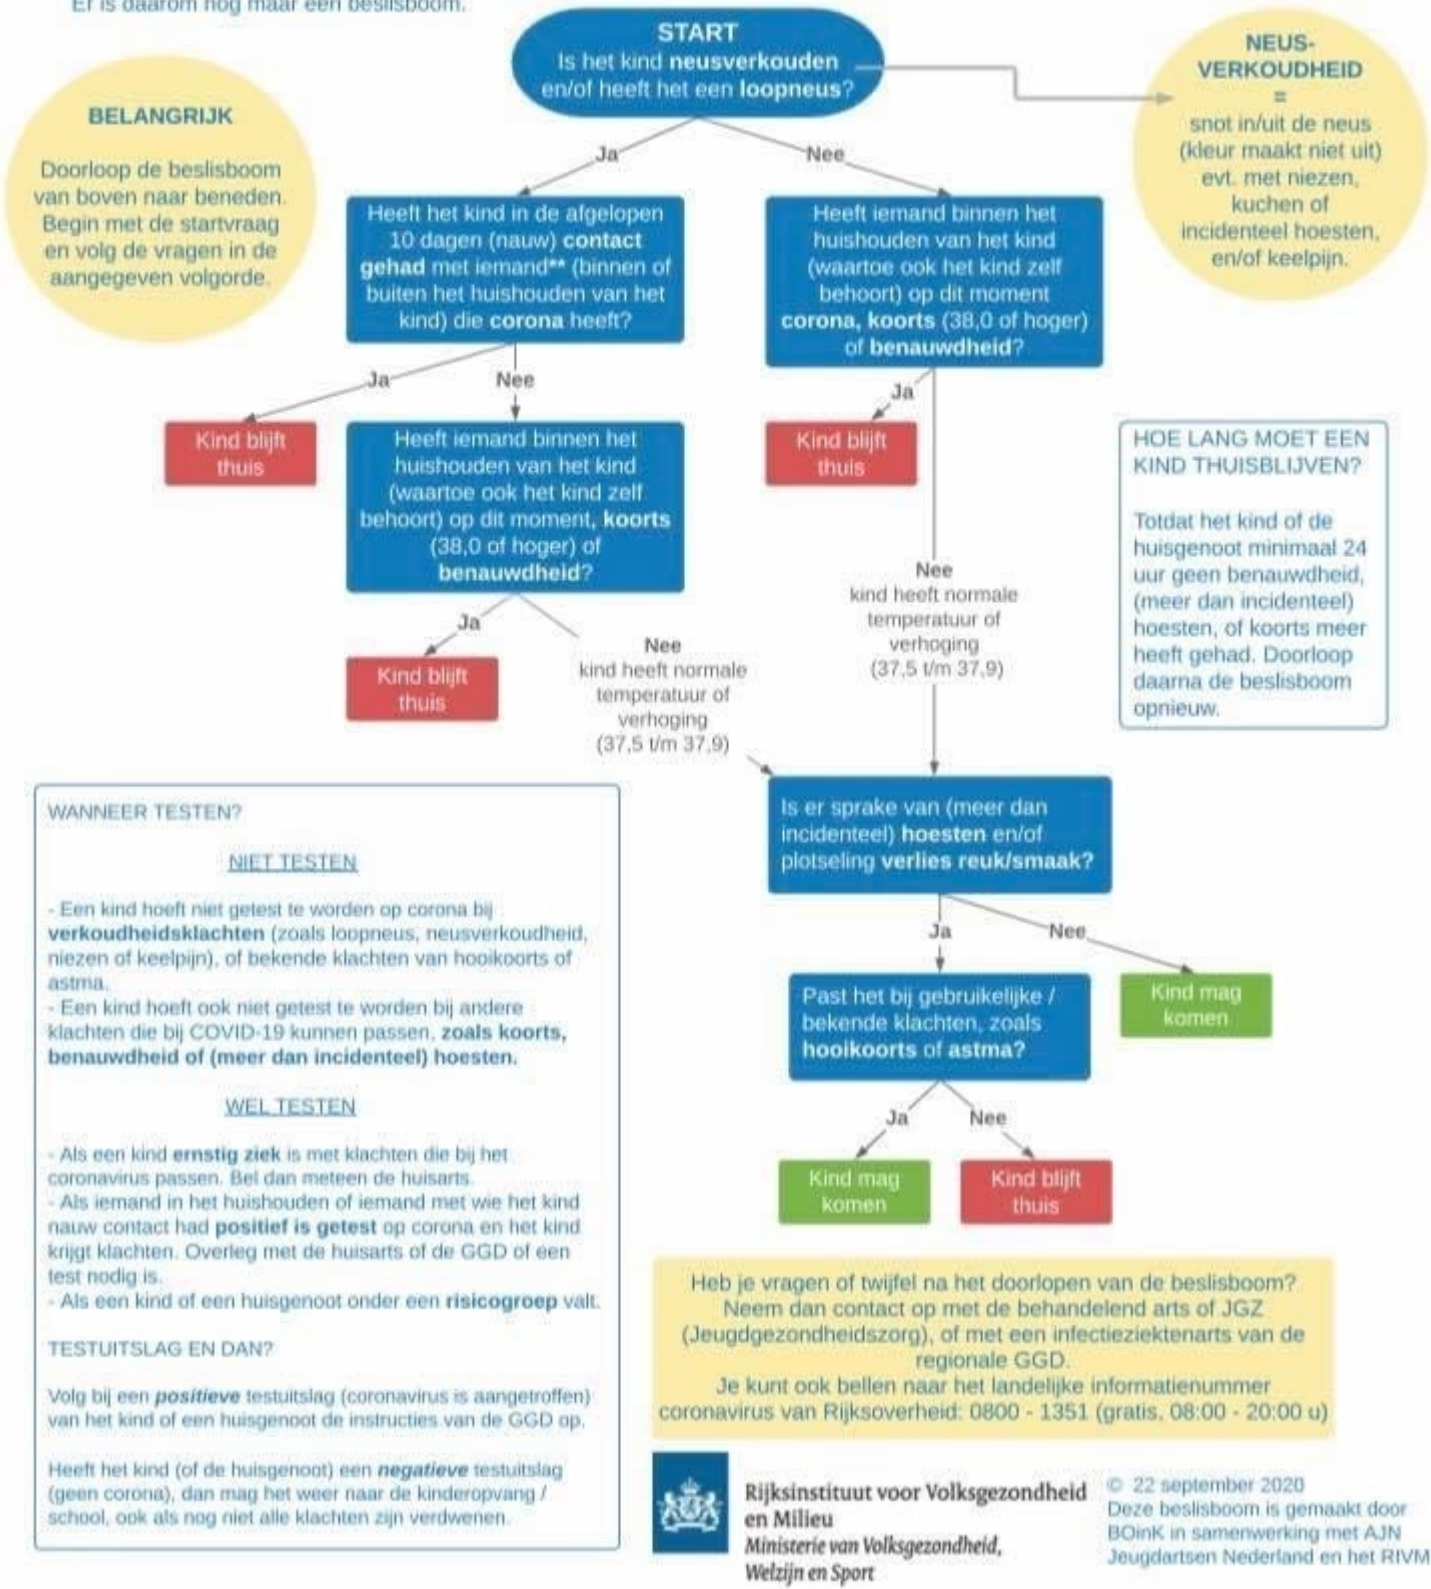 Er is daarom nog maar één beslisboom.
START
Is het kind neusverkouden
en/of heeft het een loopneus?
NEUS-
VERKOUDHEID
=
snot in/uit de neus
(kleur maakt niet uit)
evt. met niezen,
kuchen of
incidenteel hoesten,
en/of keelpijn.
BELANGRIJK
Doorloop de beslisboom
van boven naar beneden.
Begin met de startvraag
en volg de vragen in de
aangegeven volgorde.
Ja
Nee
Heeft het kind in de afgelopen
10 dagen (nauw) contact
gehad met iemand** (binnen of
buiten het huishouden van het
kind) die corona heeft?
Heeft iemand binnen het
huishouden van het kind
(waartoe ook het kind zelf
behoort) op dit moment
corona, koorts (38,0 of hoger)
of benauwdheid?
Ja
Nee
Ja
Kind blijft
thuis
Heeft iemand binnen het
huishouden van het kind
(waartoe ook het kind zelf
behoort) op dit moment, koorts
(38,0 of hoger) of
benauwdheid?
Kind blijft
thuis
HOE LANG MOET EEN
KIND THUISBLIJVEN?
Totdat het kind of de
huisgenoot minimaal 24
uur geen benauwdheid,
(meer dan incidenteel)
hoesten, of koorts meer
heeft gehad. Doorloop
daarna de beslisboom
opnieuw.
Nee
kind heeft normale
temperatuur of
verhoging
(37,5 t/m 37,9)
Ja
Kind blijft
thuis
Nee
kind heeft normale
temperatuur of
verhoging
(37,5 t/m 37,9)
Is er sprake van (meer dan
incidenteel) hoesten en/of
plotseling verlies reuk/smaak?
Ja
Nee
Past het bij gebruikelijke /
bekende klachten, zoals
hooikoorts of astma?
Kind mag
komen
Ja
Nee
Kind mag
komen
Kind blijft
thuis
WANNEER TESTEN?
NIET TESTEN
- Een kind hoeft niet getest te worden op corona bij
verkoudheidsklachten (zoals loopneus, neusverkoudheid,
niezen of keelpijn), of bekende klachten van hooikoorts of
astma.
- Een kind hoeft ook niet getest te worden bij andere
klachten die bij COVID-19 kunnen passen, zoals koorts,
benauwdheid of (meer dan incidenteel) hoesten.
WEL TESTEN
- Als een kind ernstig ziek is met klachten die bij het
coronavirus passen. Bel dan meteen de huisarts.
- Als iemand in het huishouden of iemand met wie het kind
nauw contact had positief is getest op corona en het kind
krijgt klachten. Overleg met de huisarts of de GGD of een
test nodig is.
- Als een kind of een huisgenoot onder een risicogroep valt.
TESTUITSLAG EN DAN?
Volg bij een positieve testuitslag (coronavirus is aangetroffen)
van het kind of een huisgenoot de instructies van de GGD op.
Heeft het kind (of de huisgenoot) een negatieve testuitslag
(geen corona), dan mag het weer naar de kinderopvang /
school, ook als nog niet alle klachten zijn verdwenen.
Heb je vragen of twijfel na het doorlopen van de beslisboom?
Neem dan contact op met de behandelend arts of JGZ
(Jeugdgezondheidszorg), of met een infectieziektenarts van de
regionale GGD.
Je kunt ook bellen naar het landelijke informatienummer
coronavirus van Rijksoverheid: 0800 - 1351 (gratis, 08:00 - 20:00 u)
Rijksinstituut voor Volksgezondheid
en Milieu
Ministerie van Volksgezondheid,
Welzijn en Sport
© 22 september 2020
Deze beslisboom is gemaakt door
BOinK in samenwerking met AJN
Jeugdartsen Nederland en het RIVM